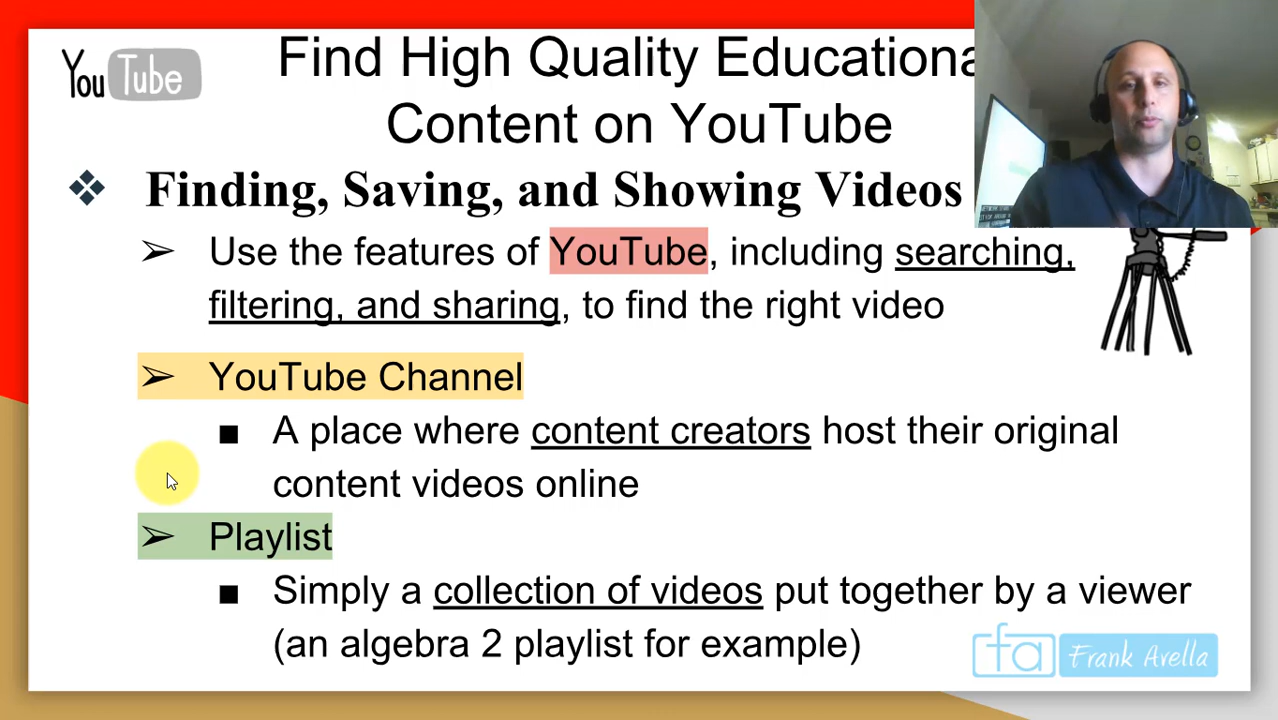 You Tube
Find High Quality Educationa
Content on YouTube
❖ Finding, Saving, and Showing Videos
➢ Use the features of YouTube, including searching,
filtering, and sharing, to find the right video
➢ YouTube Channel
■ A place where content creators host their original
content videos online
➢ Playlist
■ Simply a collection of videos put together by a viewer
(an algebra 2 playlist for example)
fa Frank Avella